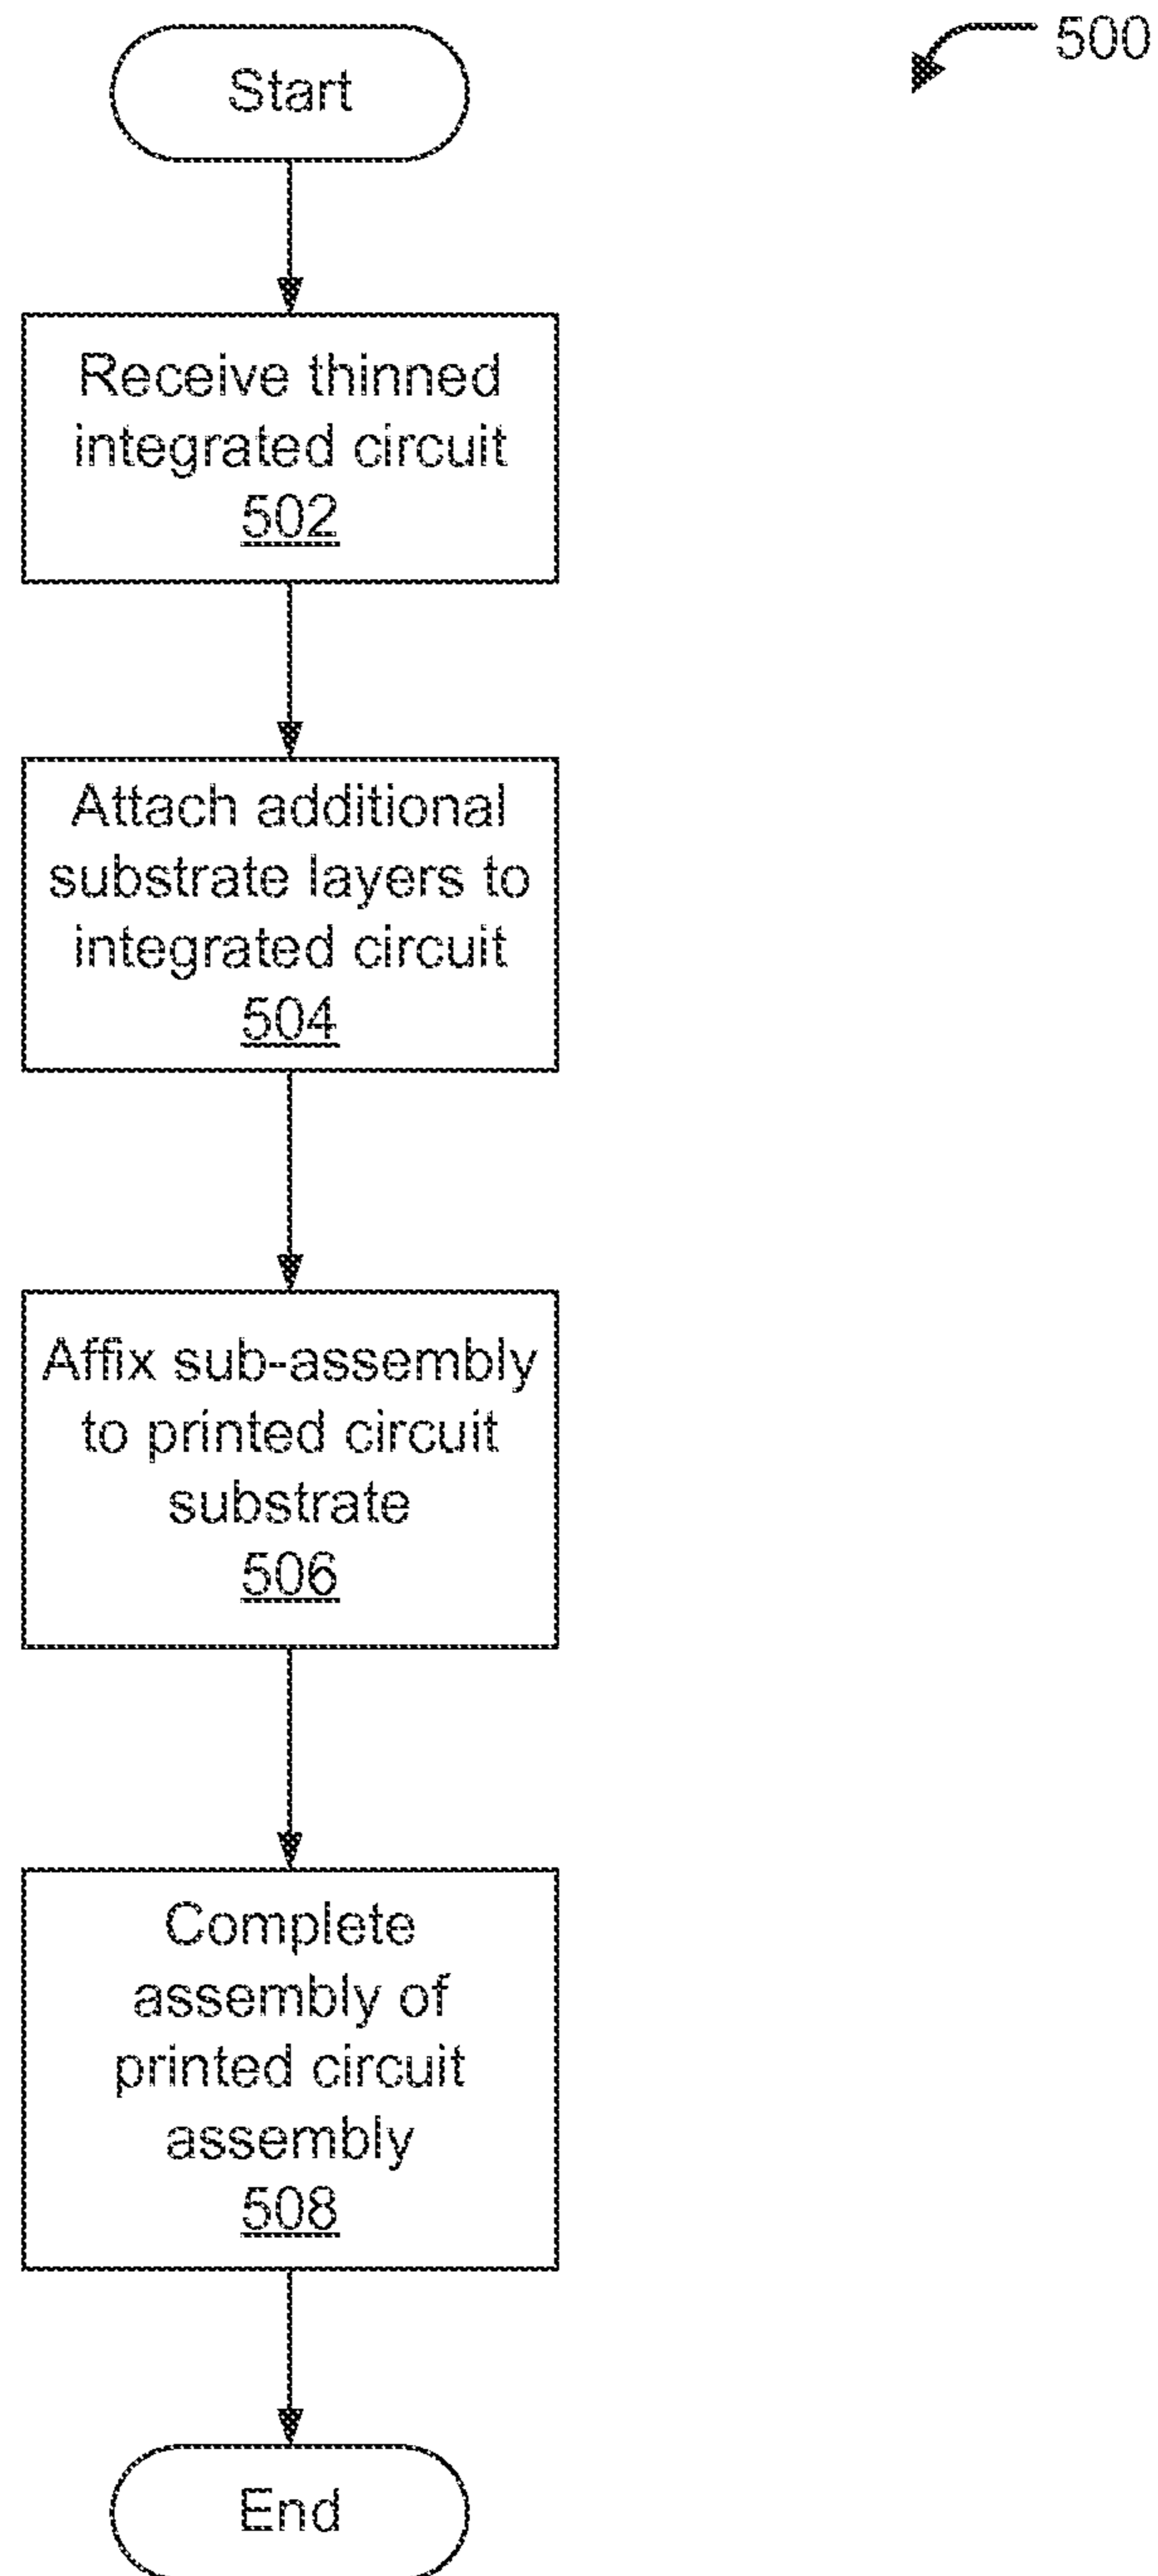 500
Start
Receive thinned
integrated circuit
502
Attach additional
substrate layers to
integrated circuit
504
Affix sub-assembly
to printed circuit
substrate
506
Complete
assembly of
printed circuit
assembly
508
End